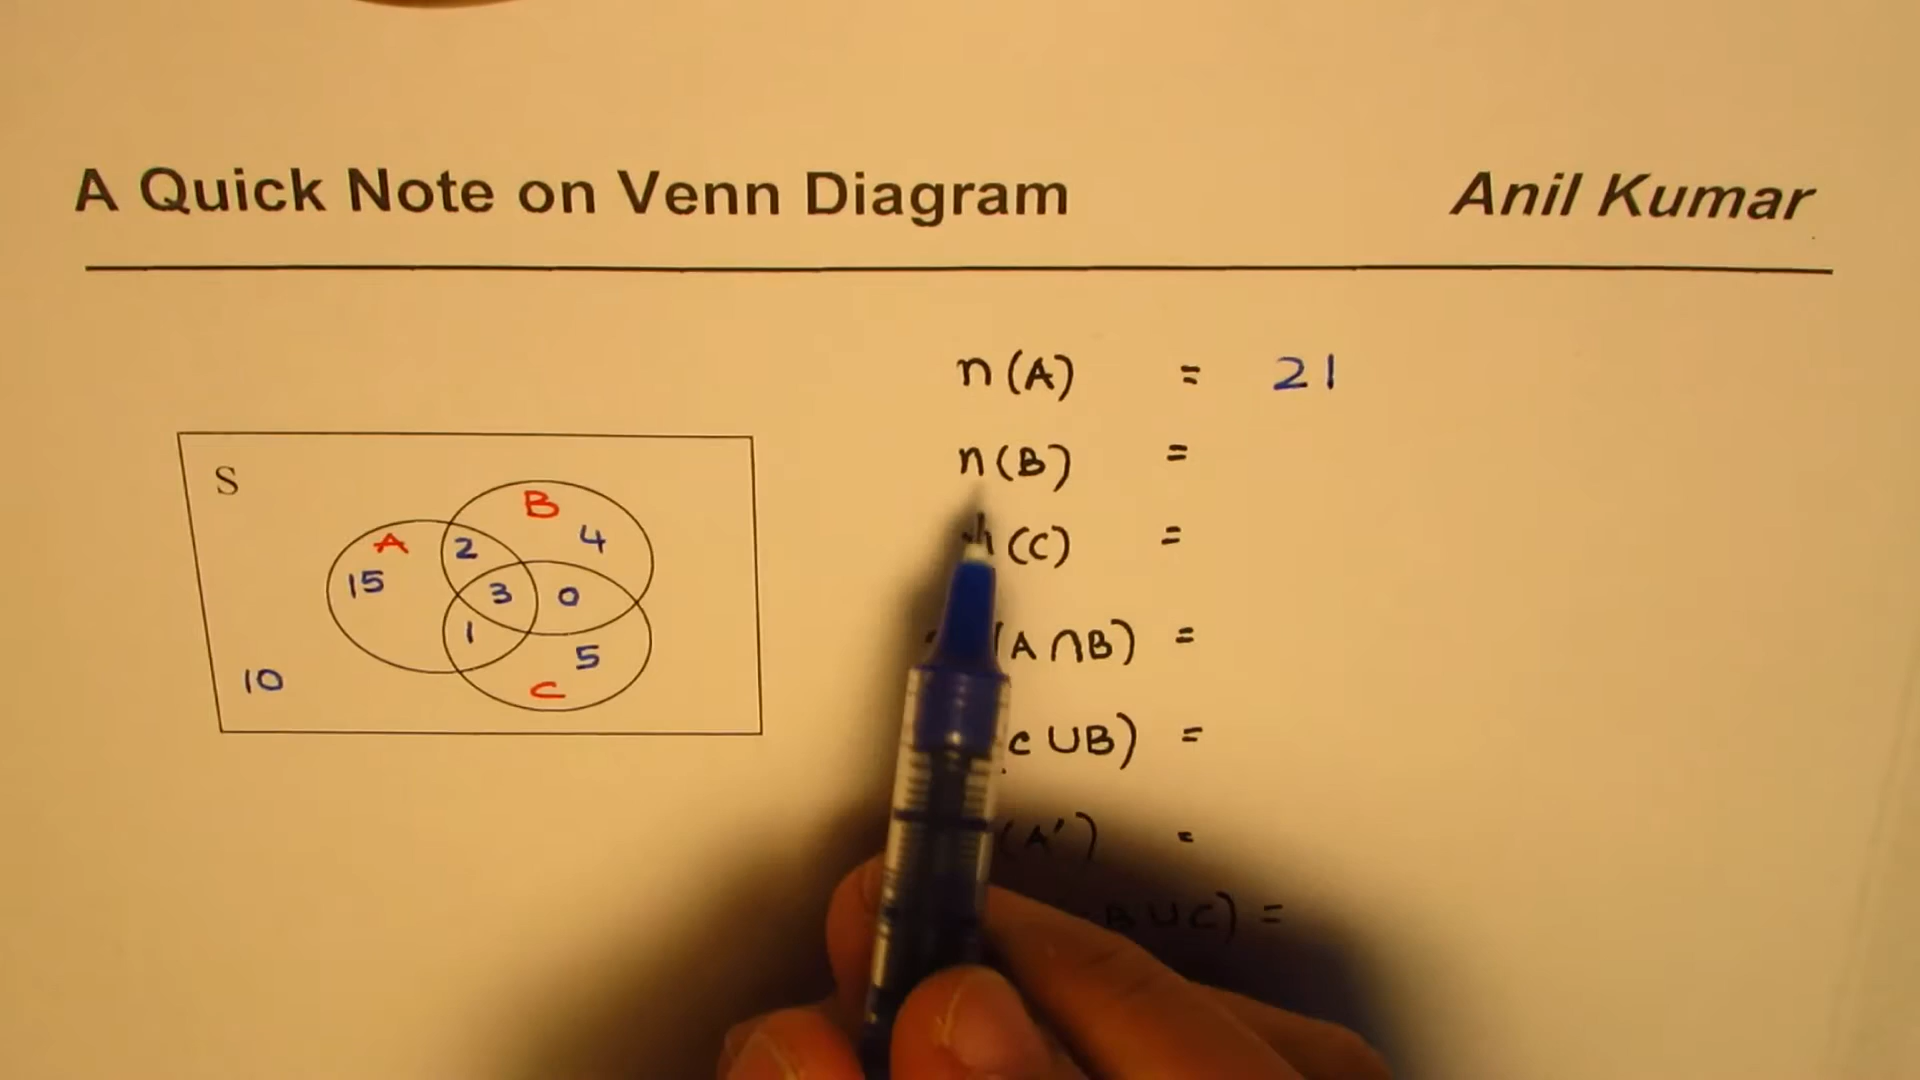 A Quick Note on Venn Diagram
Anil Kumar
S
B
A
2
4
15
3
0
1
5
10
C
n(A) = 21
n(B) =
n(C) =
(A∩B) =
(C∪B) =
(A′) =
B∪C) =